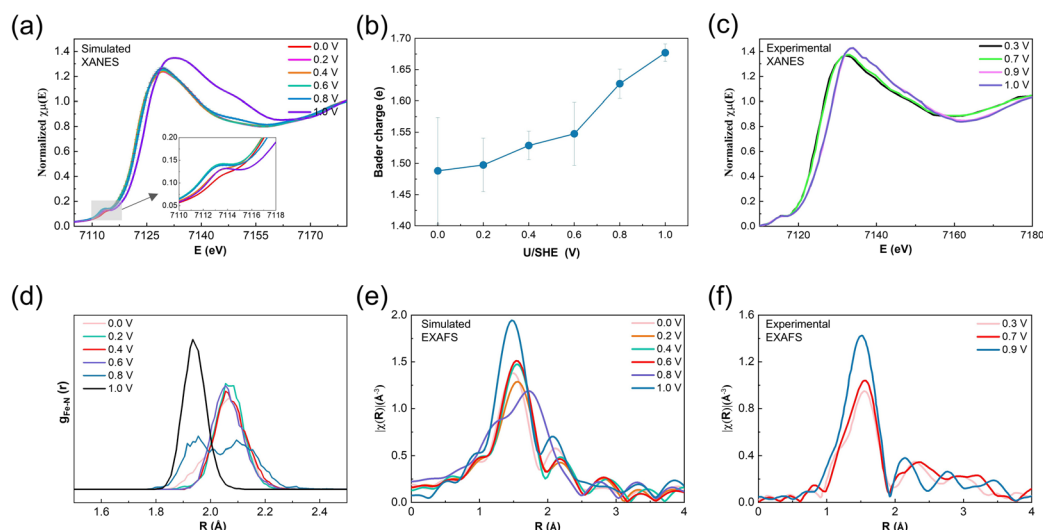 (a)
Simulated
XANES
0.0 V
0.2 V
0.4 V
0.6 V
0.8 V
1.0 V
Normalized χμ(E)
1.4
1.2
1.0
0.8
0.6
0.4
0.2
0.0
0.20
0.15
0.10
0.05
7110 7112 7114 7116 7118
7110 7125 7140 7155 7170
E (eV)
(b)
Bader charge (e)
1.70
1.65
1.60
1.55
1.50
1.45
1.40
0.0 0.2 0.4 0.6 0.8 1.0
U/SHE (V)
(c)
Experimental
XANES
0.3 V
0.7 V
0.9 V
1.0 V
Normalized χμ(E)
1.4
1.2
1.0
0.8
0.6
0.4
0.2
0.0
7120 7140 7160 7180
E (eV)
(d)
0.0 V
0.2 V
0.4 V
0.6 V
0.8 V
1.0 V
gFe-N (r)
1.6 1.8 2.0 2.2 2.4
R (Å)
(e)
Simulated
EXAFS
0.0 V
0.2 V
0.4 V
0.6 V
0.8 V
1.0 V
|χ(R)|(Å-3)
2.0
1.5
1.0
0.5
0.0
0 1 2 3 4
R (Å)
(f)
Experimental
EXAFS
0.3 V
0.7 V
0.9 V
|χ(R)|(Å-3)
1.6
1.2
0.8
0.4
0.0
0 1 2 3 4
R (Å)